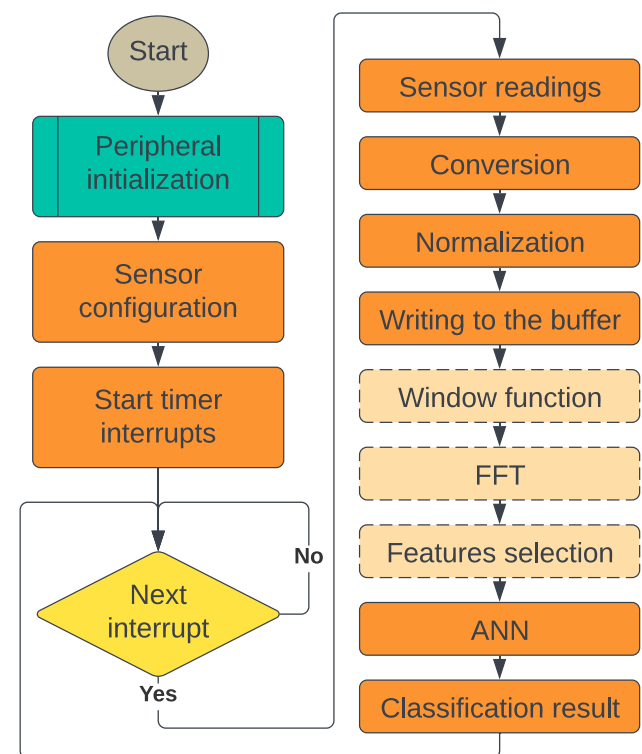 Start
Peripheral
initialization
Sensor
configuration
Start timer
interrupts
No
Next
interrupt
Yes
Sensor readings
Conversion
Normalization
Writing to the buffer
Window function
FFT
Features selection
ANN
Classification result